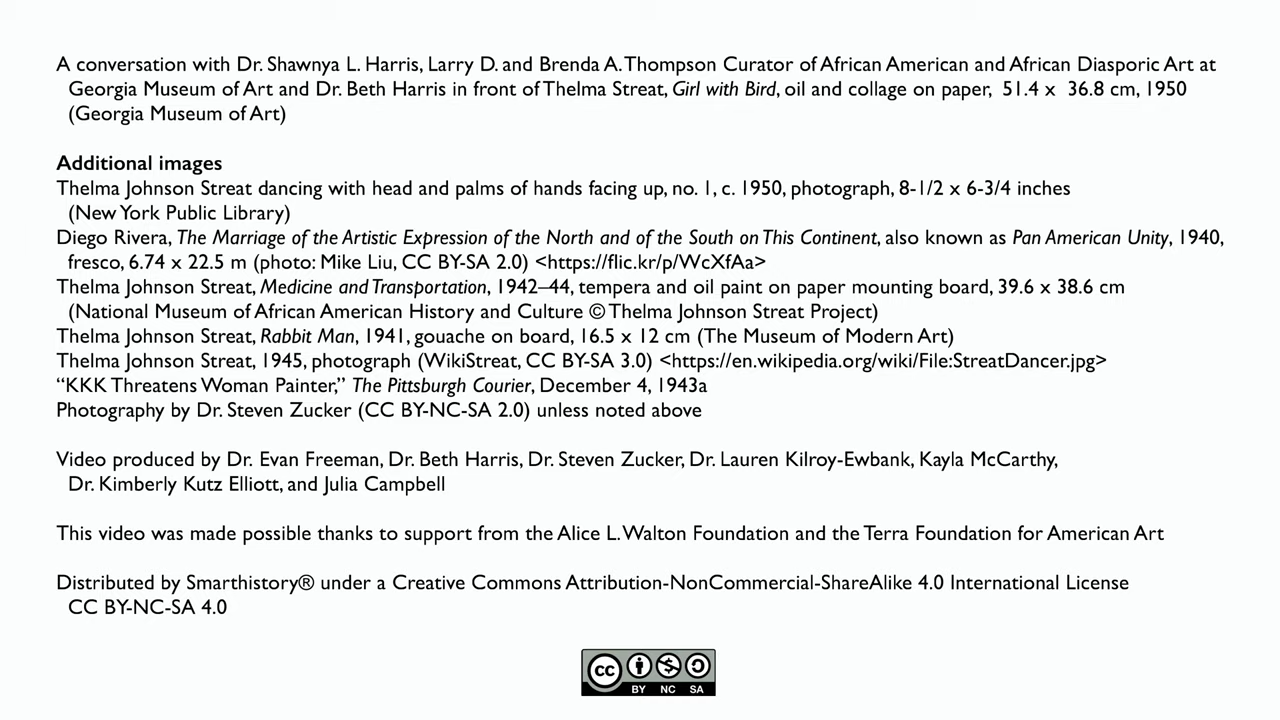 A conversation with Dr. Shawnya L. Harris, Larry D. and Brenda A. Thompson Curator of African American and African Diasporic Art at
Georgia Museum of Art and Dr. Beth Harris in front of Thelma Streat, Girl with Bird, oil and collage on paper, 51.4 x 36.8 cm, 1950
(Georgia Museum of Art)
Additional images
Thelma Johnson Streat dancing with head and palms of hands facing up, no. 1, c. 1950, photograph, 8-1/2 x 6-3/4 inches
(New York Public Library)
Diego Rivera, The Marriage of the Artistic Expression of the North and of the South on This Continent, also known as Pan American Unity, 1940,
fresco, 6.74 x 22.5 m (photo: Mike Liu, CC BY-SA 2.0) <https://flic.kr/p/WcXfAa>
Thelma Johnson Streat, Medicine and Transportation, 1942–44, tempera and oil paint on paper mounting board, 39.6 x 38.6 cm
(National Museum of African American History and Culture © Thelma Johnson Streat Project)
Thelma Johnson Streat, Rabbit Man, 1941, gouache on board, 16.5 x 12 cm (The Museum of Modern Art)
Thelma Johnson Streat, 1945, photograph (WikiStreat, CC BY-SA 3.0) <https://en.wikipedia.org/wiki/File:StreatDancer.jpg>
“KKK Threatens Woman Painter,” The Pittsburgh Courier, December 4, 1943a
Photography by Dr. Steven Zucker (CC BY-NC-SA 2.0) unless noted above
Video produced by Dr. Evan Freeman, Dr. Beth Harris, Dr. Steven Zucker, Dr. Lauren Kilroy-Ewbank, Kayla McCarthy,
Dr. Kimberly Kutz Elliott, and Julia Campbell
This video was made possible thanks to support from the Alice L. Walton Foundation and the Terra Foundation for American Art
Distributed by Smarthistory® under a Creative Commons Attribution-NonCommercial-ShareAlike 4.0 International License
CC BY-NC-SA 4.0
cc BY NC SA